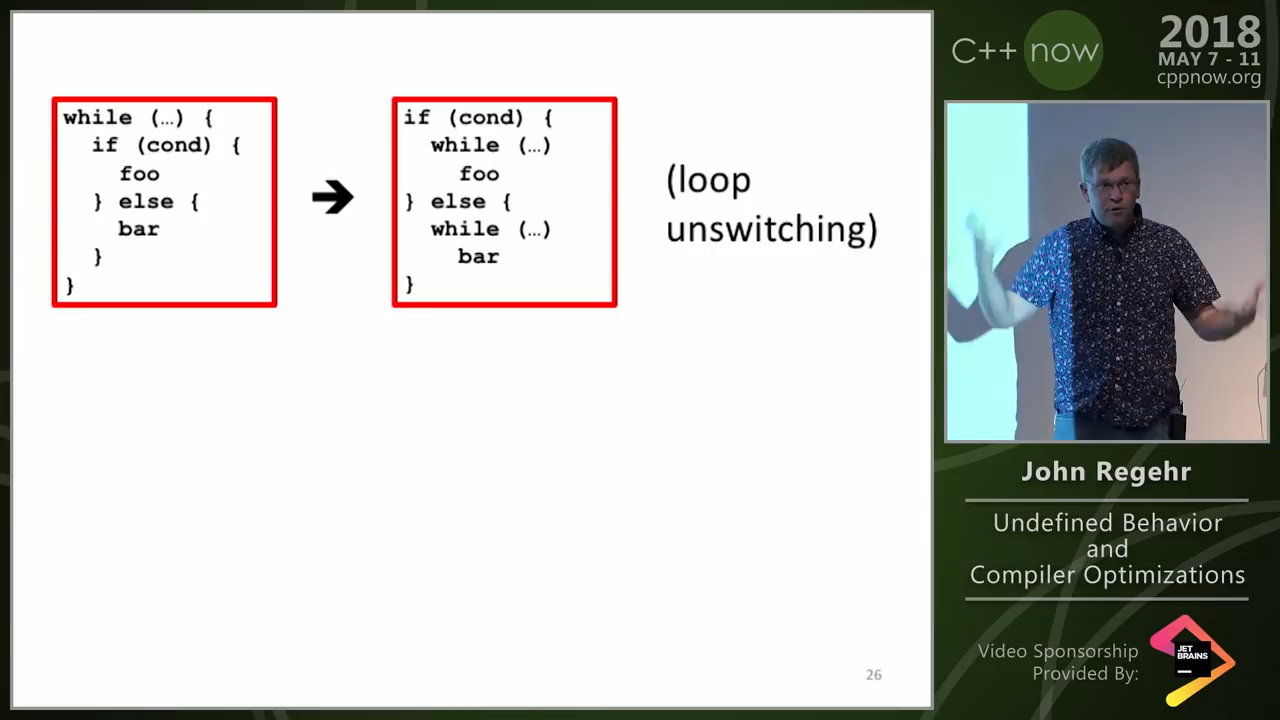 while (…) {
  if (cond) {
    foo
  } else {
    bar
  }
}
if (cond) {
  while (…)
    foo
} else {
  while (…)
    bar
}
(loop
unswitching)
26
C++ now
2018
MAY 7 - 11
cppnow.org
John Regehr
Undefined Behavior
and
Compiler Optimizations
Video Sponsorship
Provided By:
JET
BRAINS